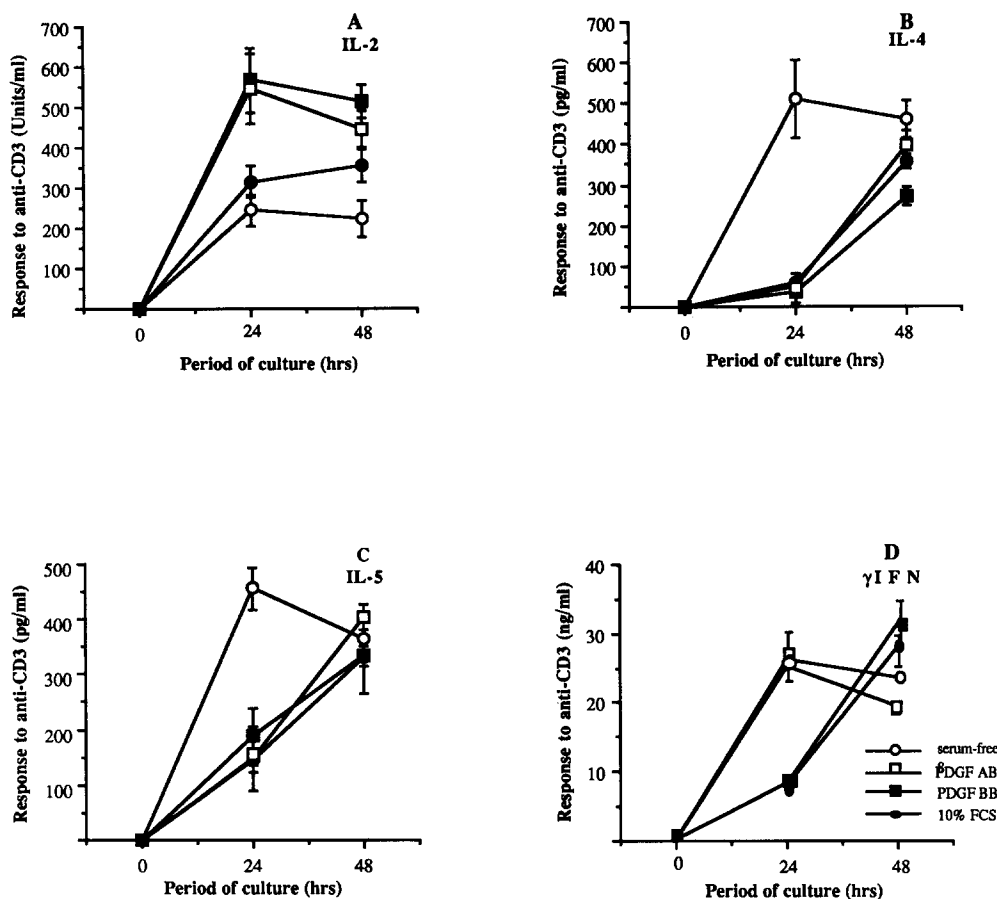 A
IL-2
Response to anti-CD3 (Units/ml)
700
600
500
400
300
200
100
0
24
48
Period of culture (hrs)
B
IL-4
Response to anti-CD3 (pg/ml)
700
600
500
400
300
200
100
0
24
48
Period of culture (hrs)
C
IL-5
Response to anti-CD3 (pg/ml)
500
400
300
200
100
0
0
24
48
Period of culture (hrs)
D
γI F N
Response to anti-CD3 (ng/ml)
40
30
20
10
0
0
24
48
Period of culture (hrs)
serum-free
PDGF AB
PDGF BB
10% FCS